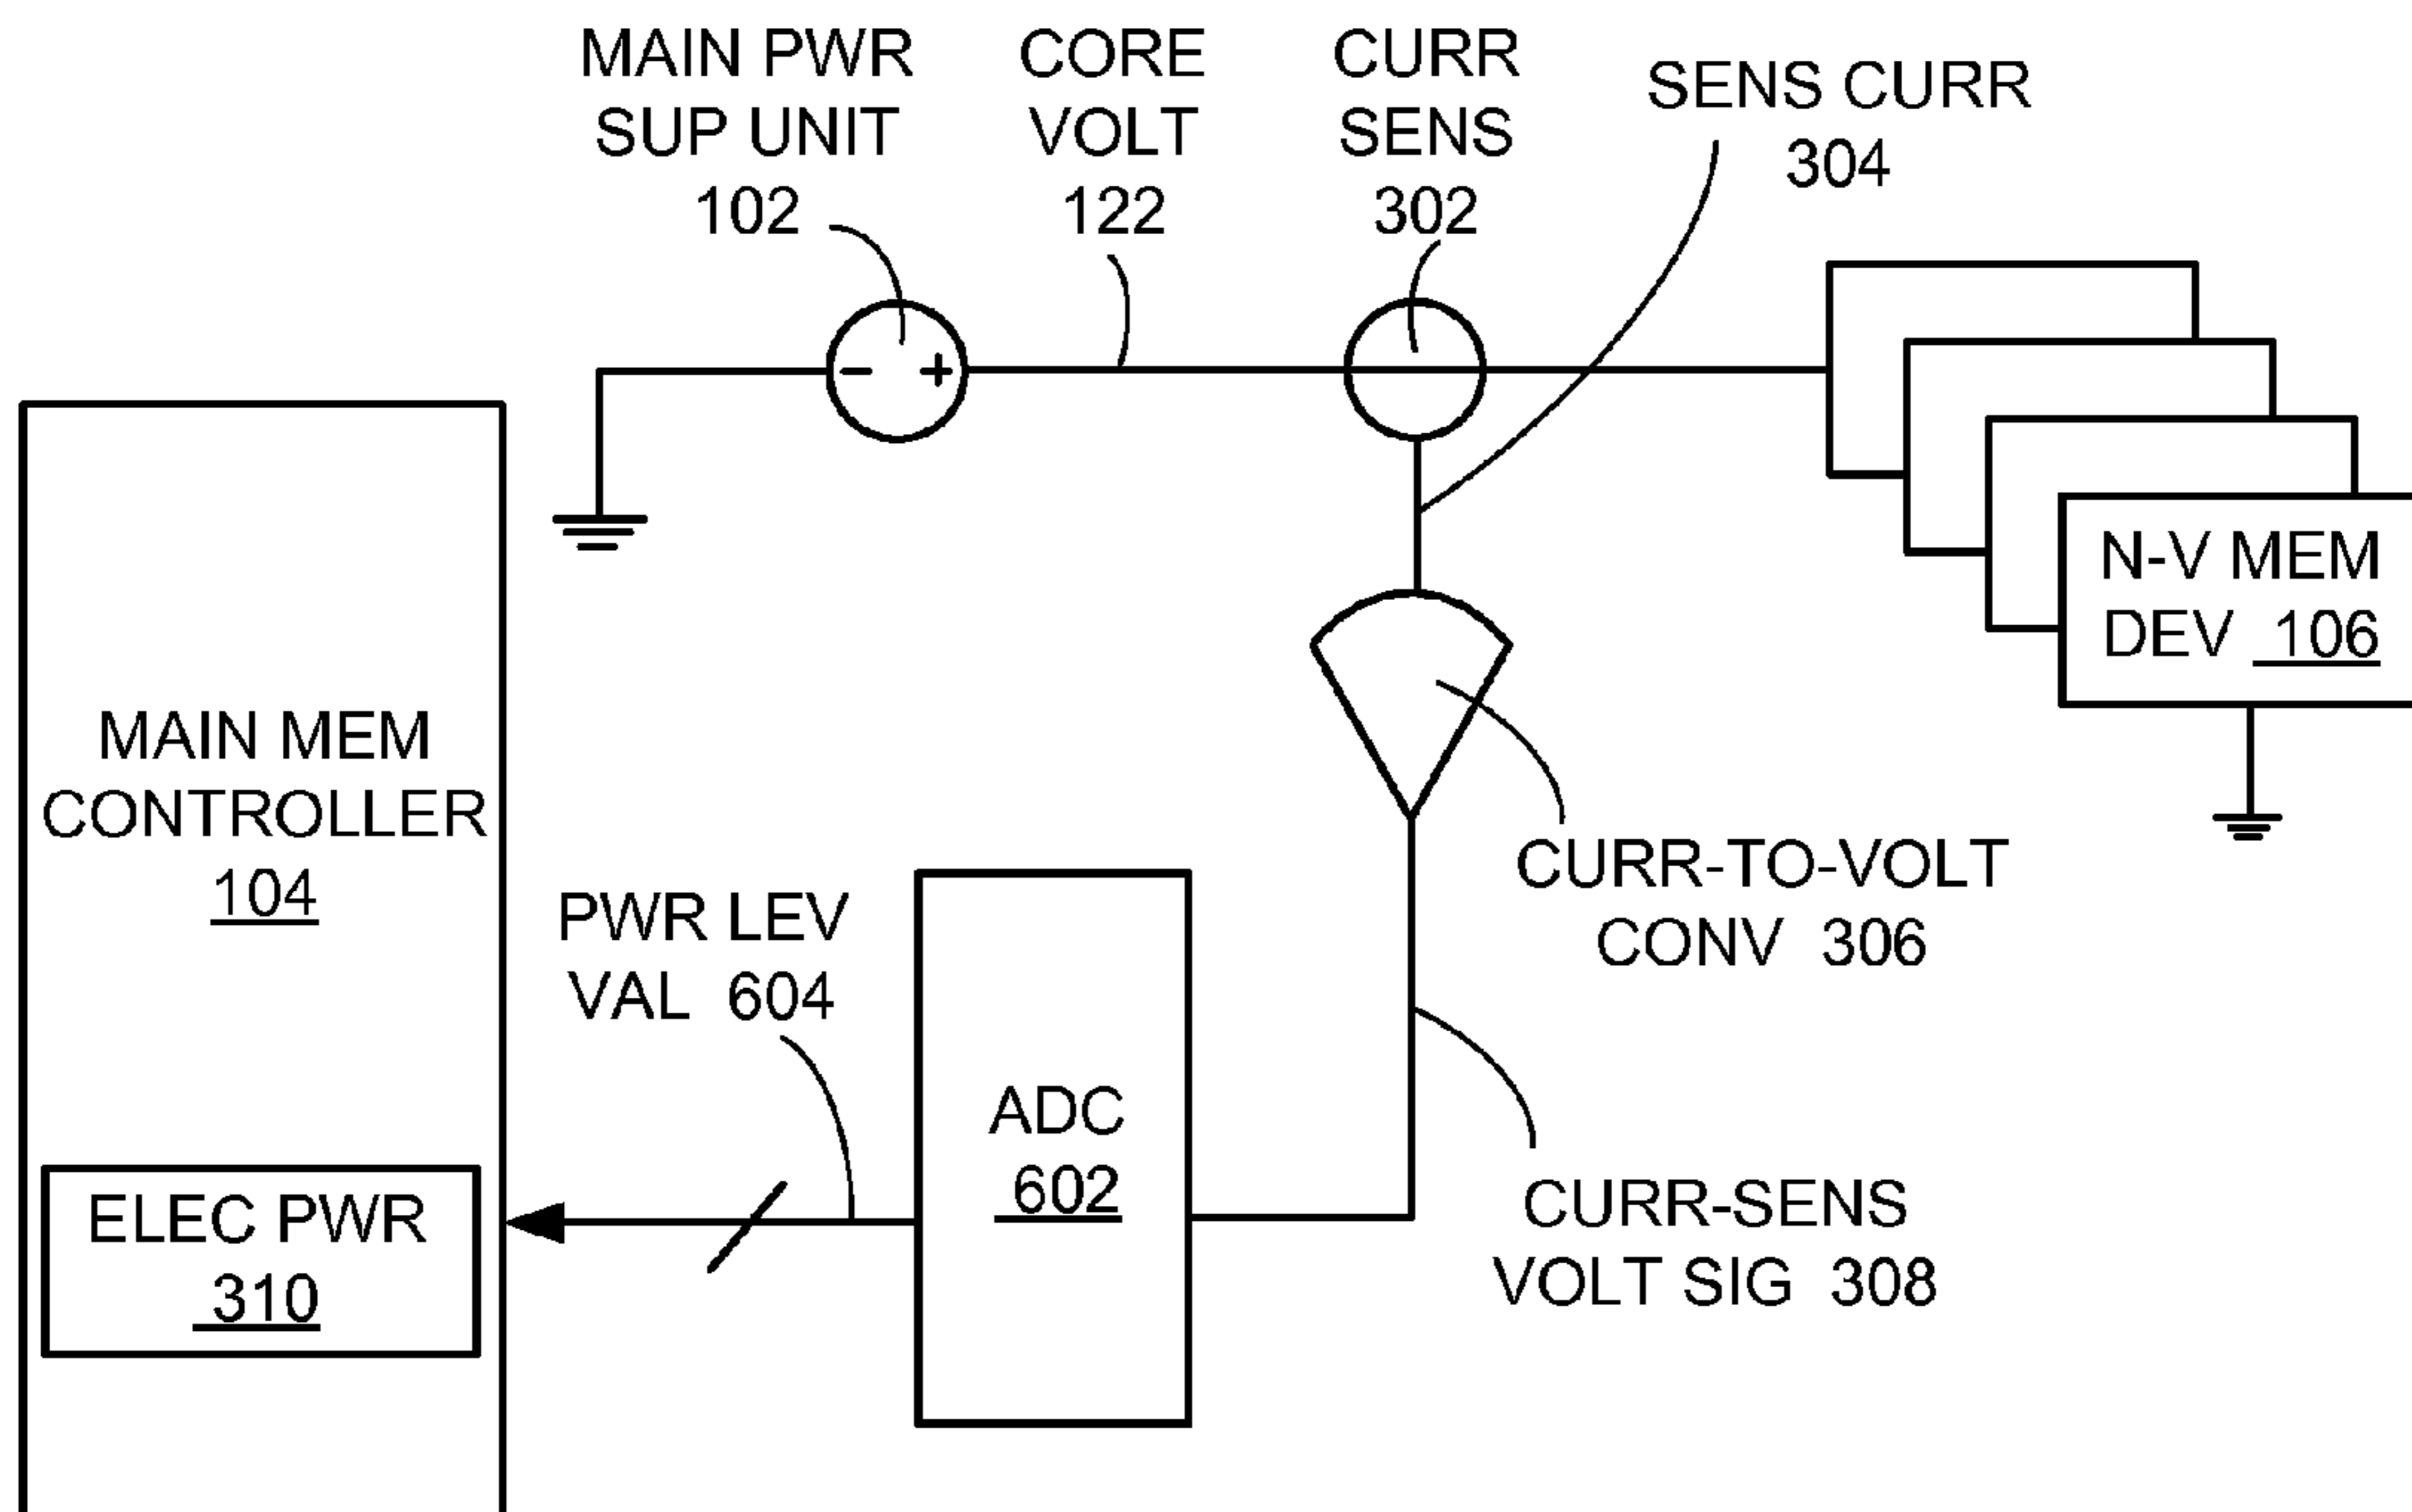 MAIN PWR
SUP UNIT
102
CORE
VOLT
122
CURR
SENS
302
SENS CURR
304
- +
N-V MEM
DEV 106
MAIN MEM
CONTROLLER
104
CURR-TO-VOLT
CONV 306
PWR LEV
VAL 604
ADC
602
CURR-SENS
VOLT SIG 308
ELEC PWR
310